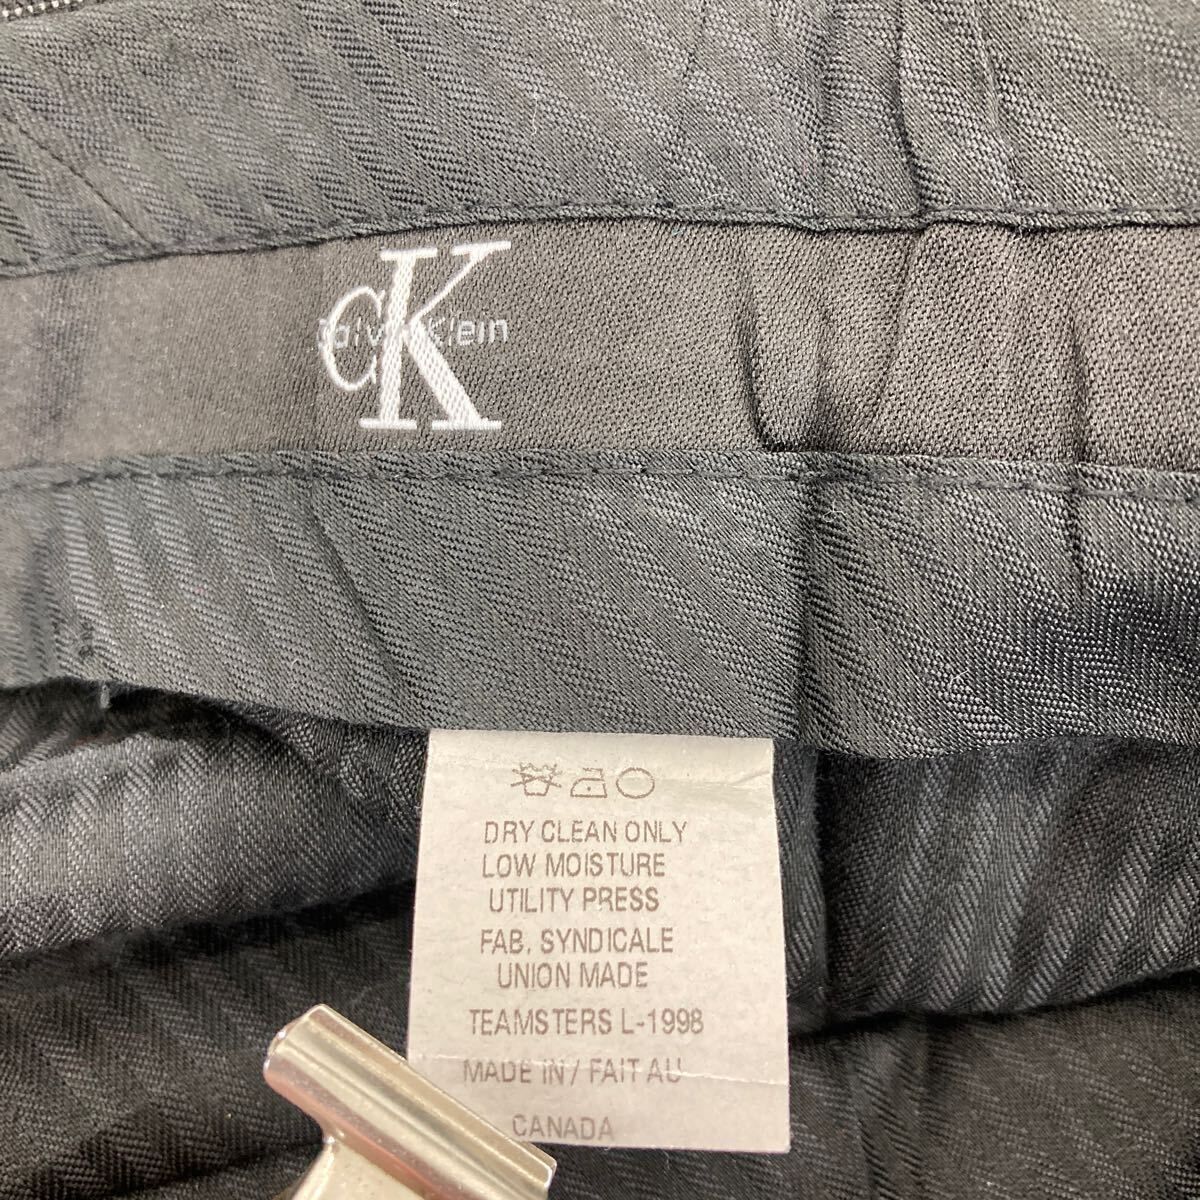 cK
Calvin Klein
DRY CLEAN ONLY
LOW MOISTURE
UTILITY PRESS
FAB. SYNDICALE
UNION MADE
TEAMSTERS L-1998
MADE IN / FAIT AU
CANADA